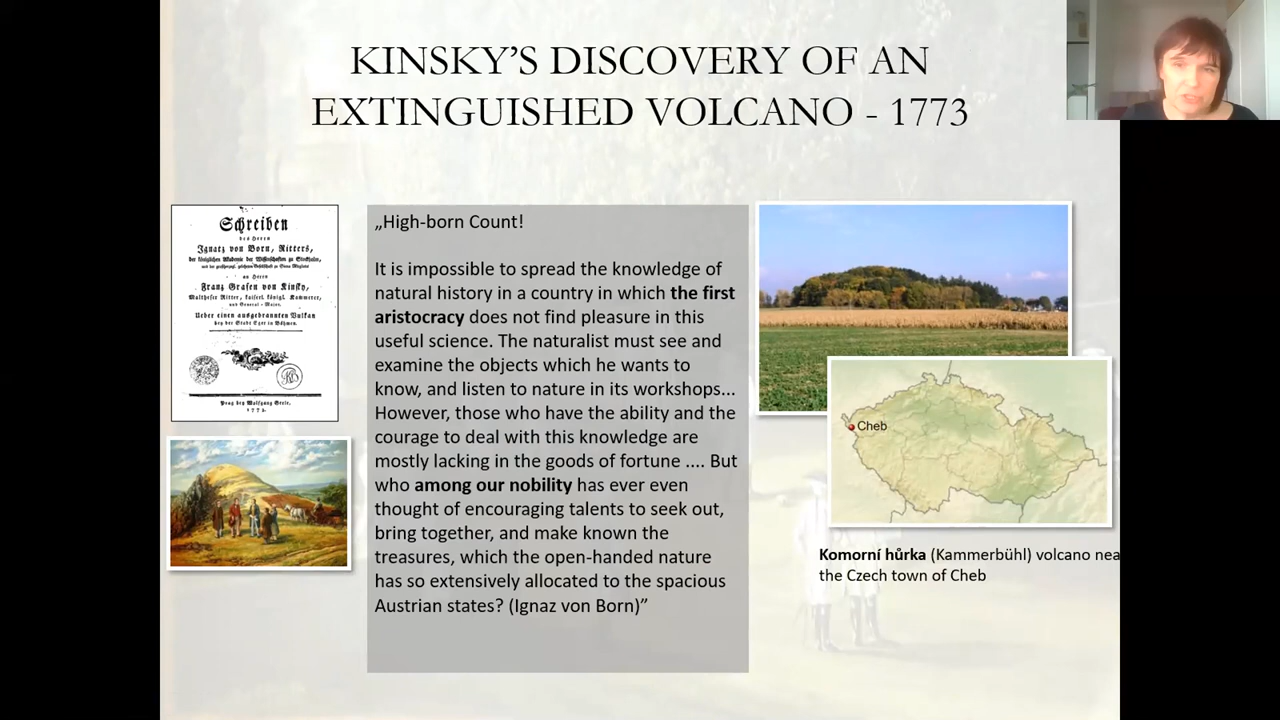 KINSKY'S DISCOVERY OF AN
EXTINGUISHED VOLCANO - 1773
Schreiben
des Herrn
Ignatz von Born, Ritters,
der königlichen Akademie der Wissenschaften zu Stockholm,
an Herrn
Franz Grafen von Kinsky,
Maltheser Ritter, kaiserl. königl. Kammerer,
und General-Major.
Ueber einen ausgebrannten Vulkan
bey der Stadt Eger in Böhmen.
„High-born Count!
It is impossible to spread the knowledge of
natural history in a country in which the first
aristocracy does not find pleasure in this
useful science. The naturalist must see and
examine the objects which he wants to
know, and listen to nature in its workshops...
However, those who have the ability and the
courage to deal with this knowledge are
mostly lacking in the goods of fortune .... But
who among our nobility has ever even
thought of encouraging talents to seek out,
bring together, and make known the
treasures, which the open-handed nature
has so extensively allocated to the spacious
Austrian states? (Ignaz von Born)”
Cheb
Komorní hůrka (Kammerbühl) volcano nea
the Czech town of Cheb